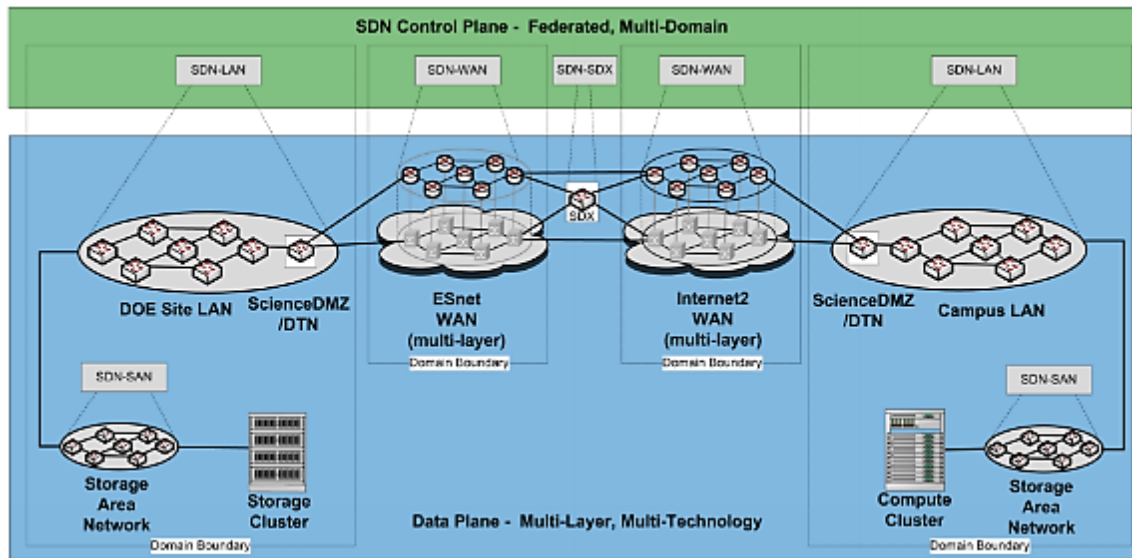 SDN Control Plane - Federated, Multi-Domain
SDN-LAN
SDN-WAN
SDN-SDX
SDN-WAN
SDN-LAN
SDX
DOE Site LAN
ScienceDMZ
/DTN
ESnet
WAN
(multi-layer)
Domain Boundary
Internet2
WAN
(multi-layer)
Domain Boundary
ScienceDMZ
/DTN
Campus LAN
SDN-SAN
SDN-SAN
Storage
Area
Network
Storage
Cluster
Compute
Cluster
Storage
Area
Network
Data Plane - Multi-Layer, Multi-Technology
Domain Boundary
Domain Boundary